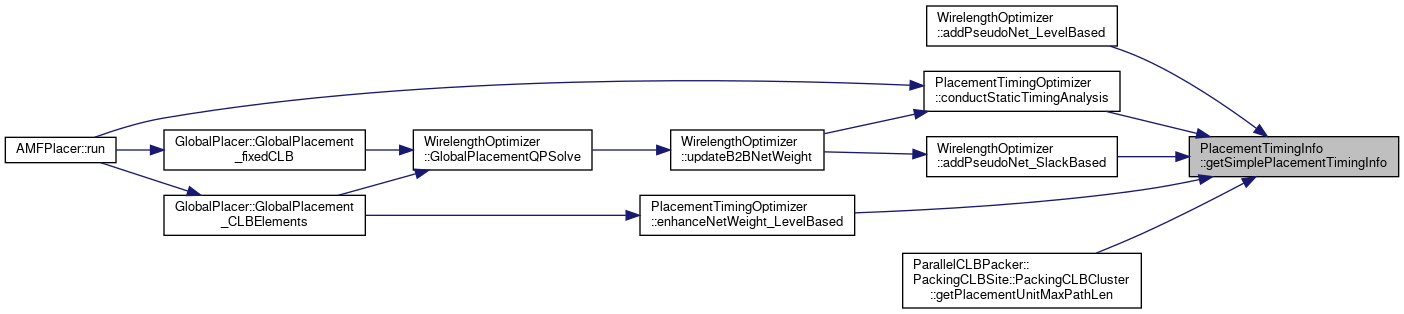 WirelengthOptimizer
::addPseudoNet_LevelBased
PlacementTimingOptimizer
::conductStaticTimingAnalysis
AMFPlacer::run
GlobalPlacer::GlobalPlacement
_fixedCLB
WirelengthOptimizer
::GlobalPlacementQPSolve
WirelengthOptimizer
::updateB2BNetWeight
WirelengthOptimizer
::addPseudoNet_SlackBased
PlacementTimingInfo
::getSimplePlacementTimingInfo
GlobalPlacer::GlobalPlacement
_CLBElements
PlacementTimingOptimizer
::enhanceNetWeight_LevelBased
ParallelCLBPacker::
PackingCLBSite::PackingCLBCluster
::getPlacementUnitMaxPathLen